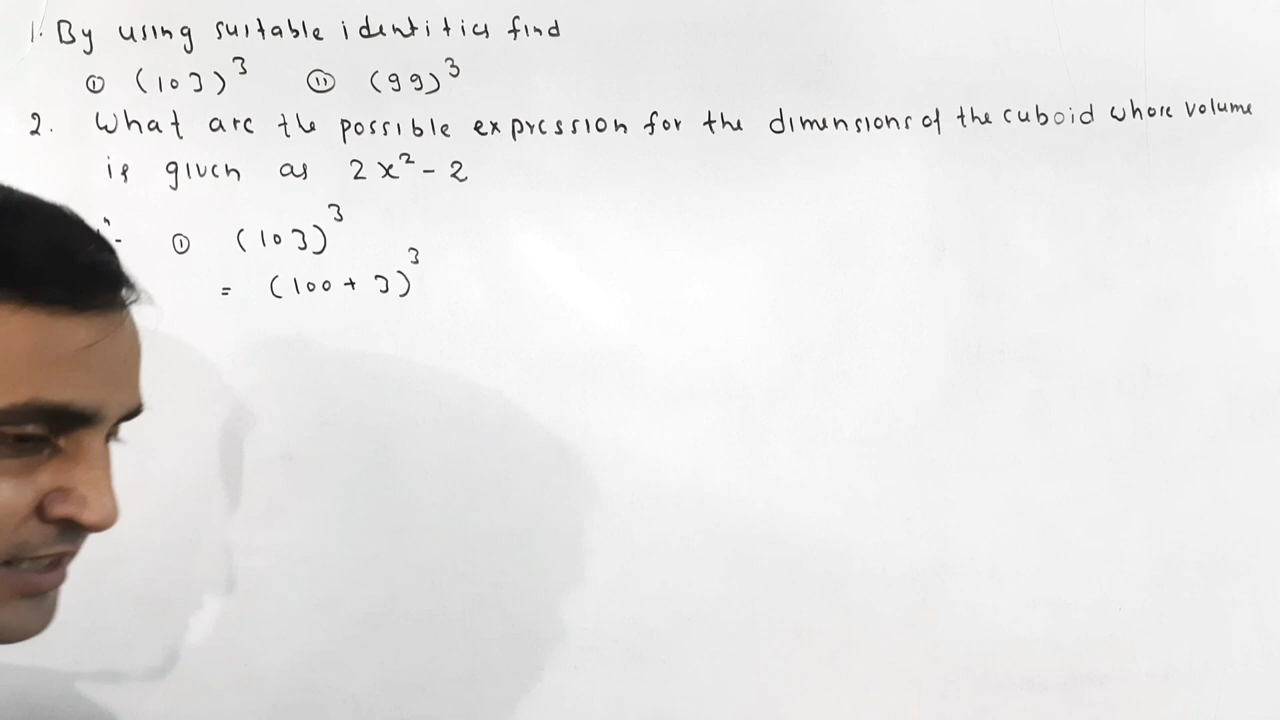 1. By using suitable identities find
① (103)³ ⑪ (99)³
2. What are the possible expression for the dimensions of the cuboid whose volume
is given as 2x² - 2
① (103)³
= (100 + 3)³